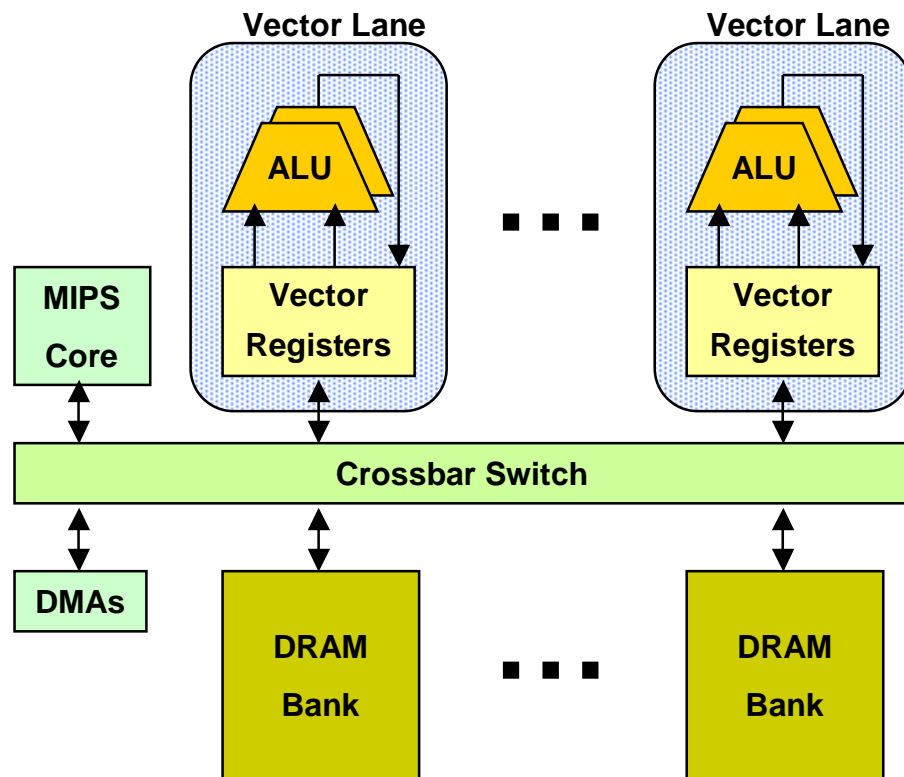 Vector Lane
Vector Lane
ALU
ALU
MIPS
Core
Vector
Registers
Vector
Registers
Crossbar Switch
DMAs
DRAM
Bank
DRAM
Bank